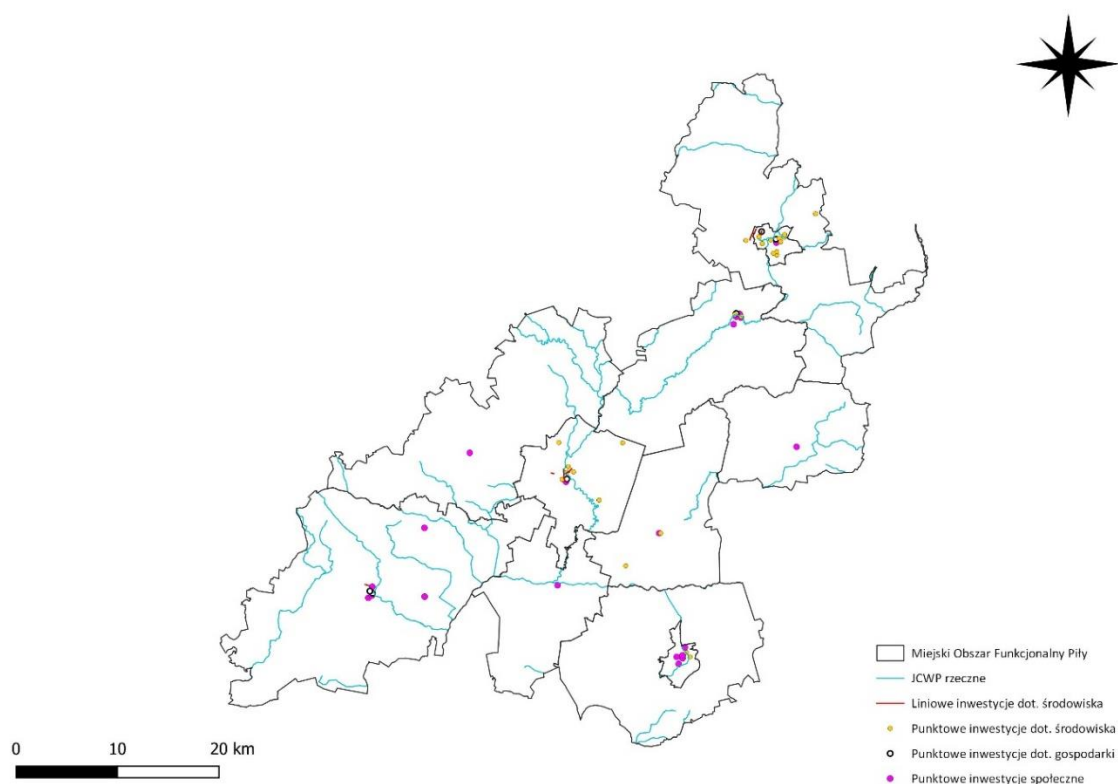 Miejski Obszar Funkcjonalny Piły
JCWP rzeczne
Liniowe inwestycje dot. środowiska
Punktowe inwestycje dot. środowiska
Punktowe inwestycje dot. gospodarki
Punktowe inwestycje społeczne
0 10 20 km